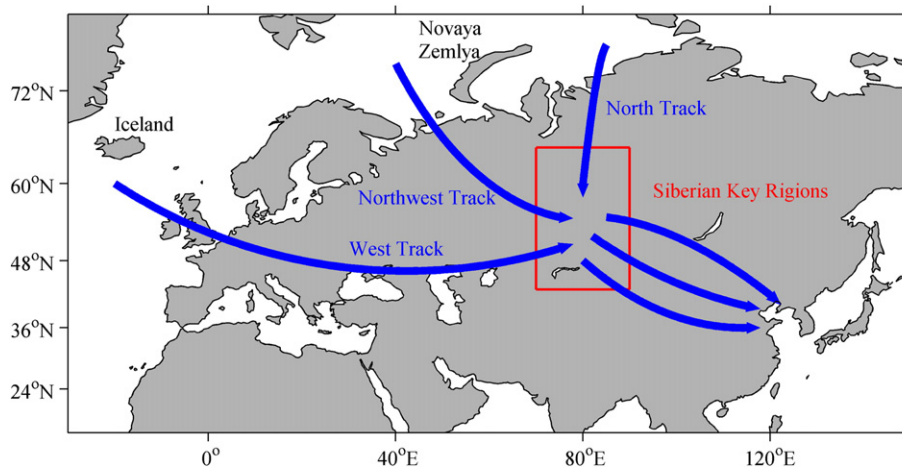 Novaya
Zemlya
72°N
Iceland
North Track
60°N
Northwest Track
Siberian Key Rigions
West Track
48°N
36°N
24°N
0°
40°E
80°E
120°E